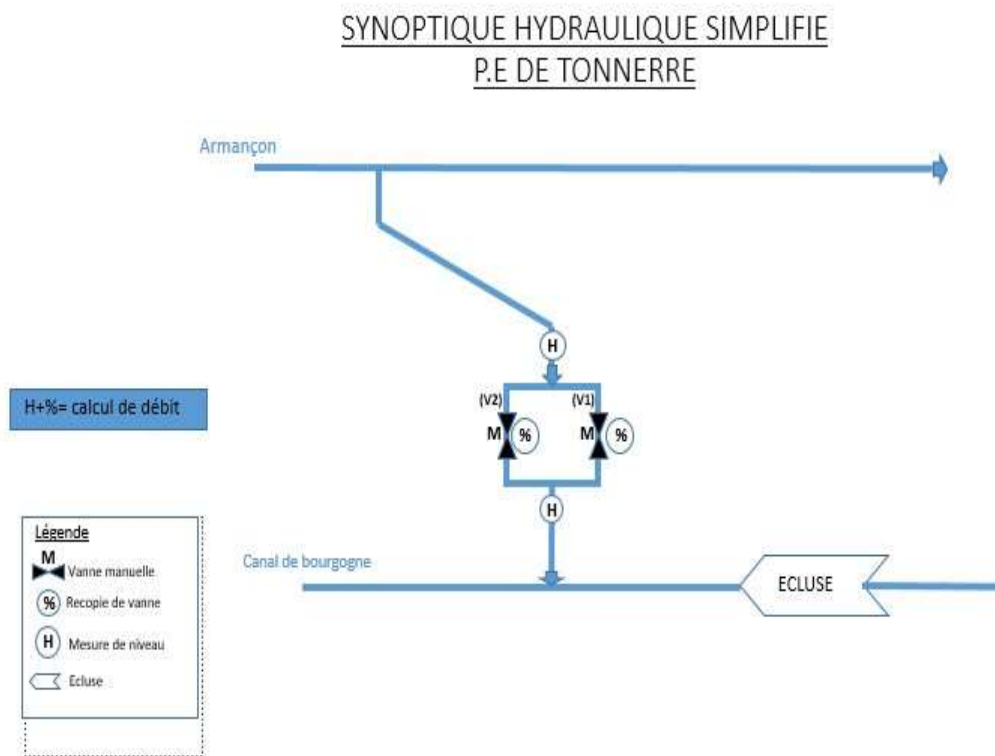 SYNOPTIQUE HYDRAULIQUE SIMPLIFIE
P.E DE TONNERRE
Armançon
H
(V2)
(V1)
H+%= calcul de débit
M
%
M
%
H
Légende
M
Vanne manuelle
% Recopie de vanne
H Mesure de niveau
Ecluse
Canal de bourgogne
ECLUSE